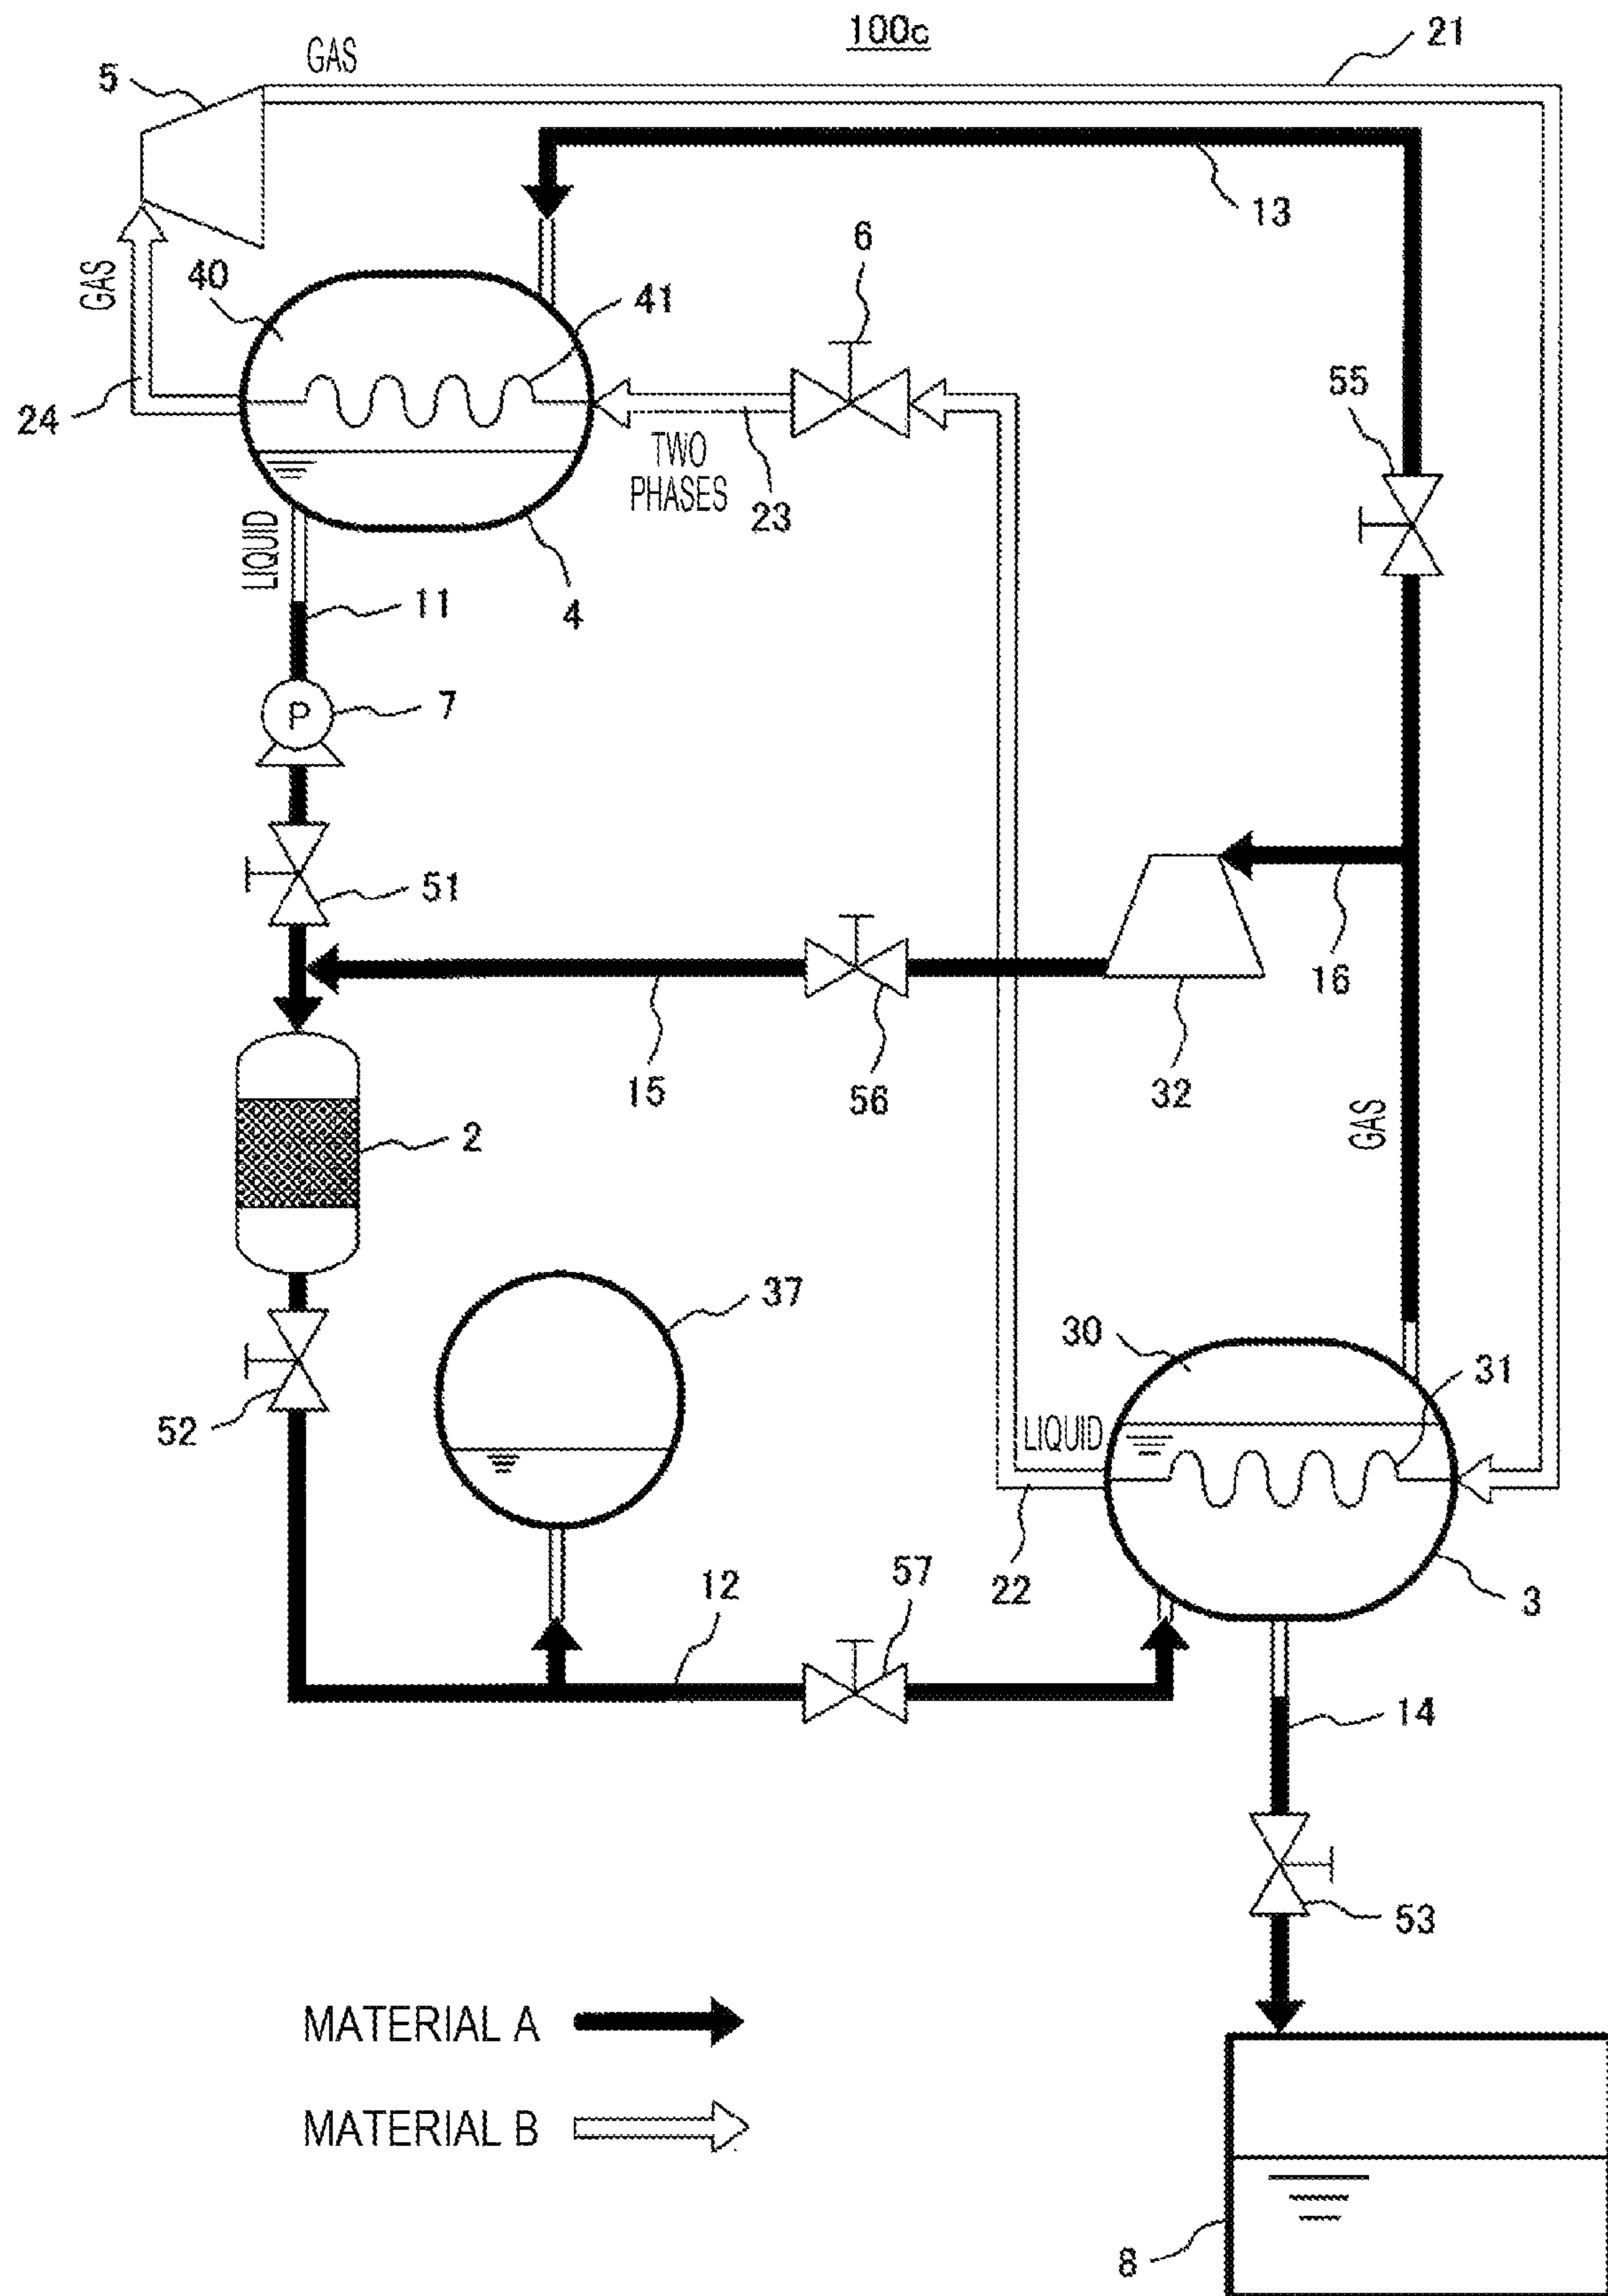 100c
21
GAS
5
13
6
GAS
40
41
55
24
TWO
PHASES
23
LIQUID
11
4
P
7
51
16
15
56
32
GAS
2
37
30
31
52
LIQUID
57
22
3
12
14
53
MATERIAL A
MATERIAL B
8